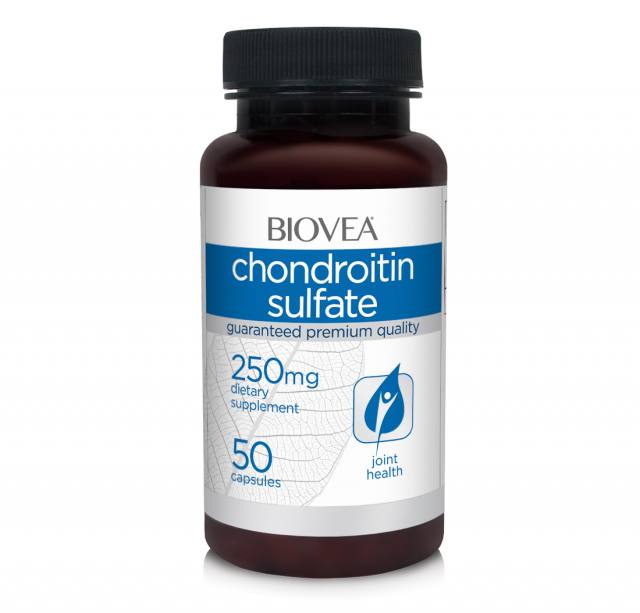 BIOVEA
chondroitin
sulfate
guaranteed premium quality
250mg
dietary
supplement
50
capsules
joint
health